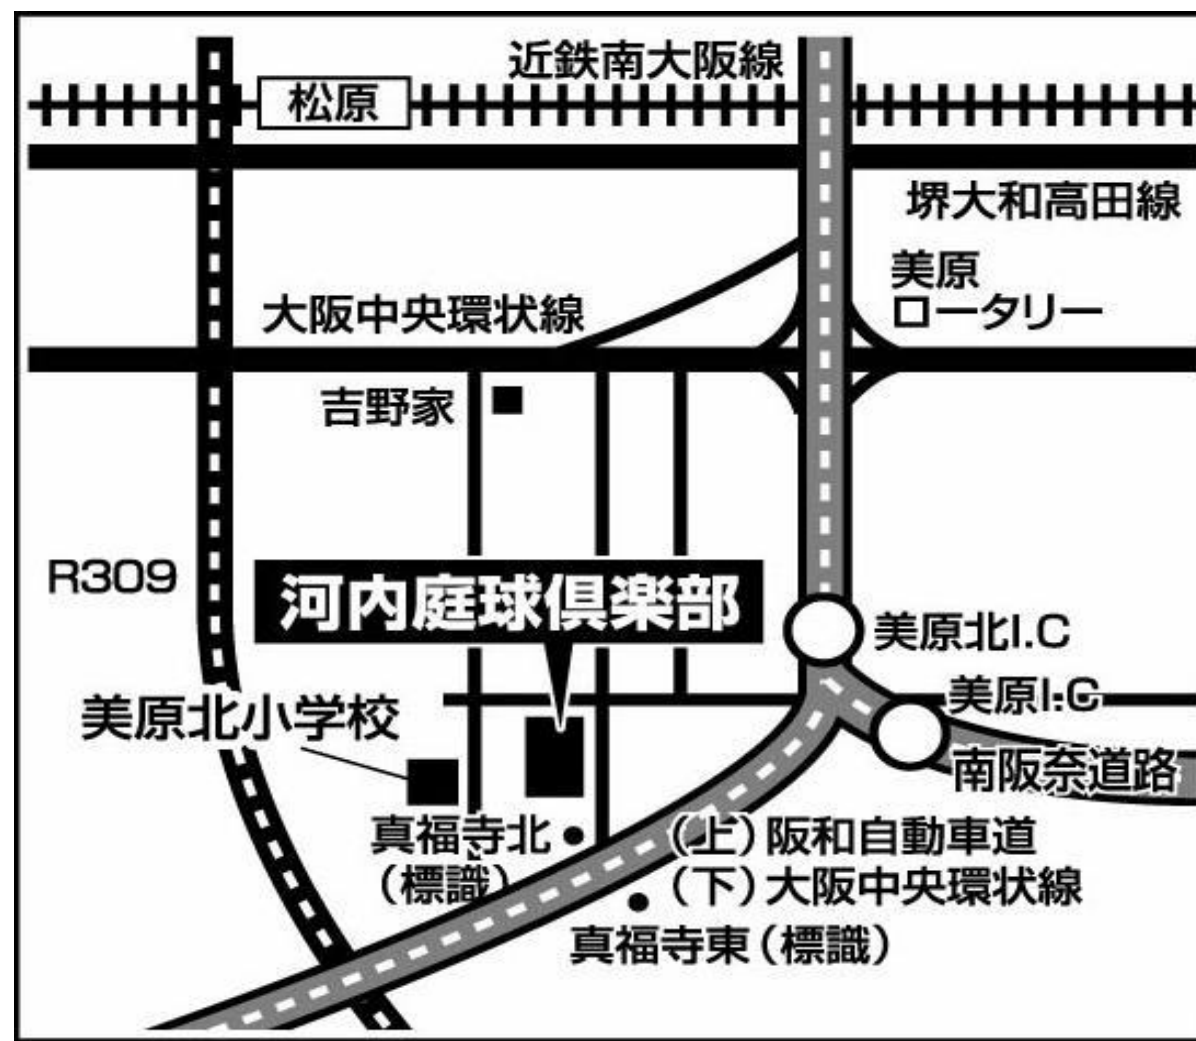 近鉄南大阪線
松原
堺大和高田線
美原
ロータリー
大阪中央環状線
吉野家
R309
河内庭球倶楽部
美原北I.C
美原I.C
美原北小学校
南阪奈道路
真福寺北
（標識）
（上）阪和自動車道
（下）大阪中央環状線
真福寺東（標識）